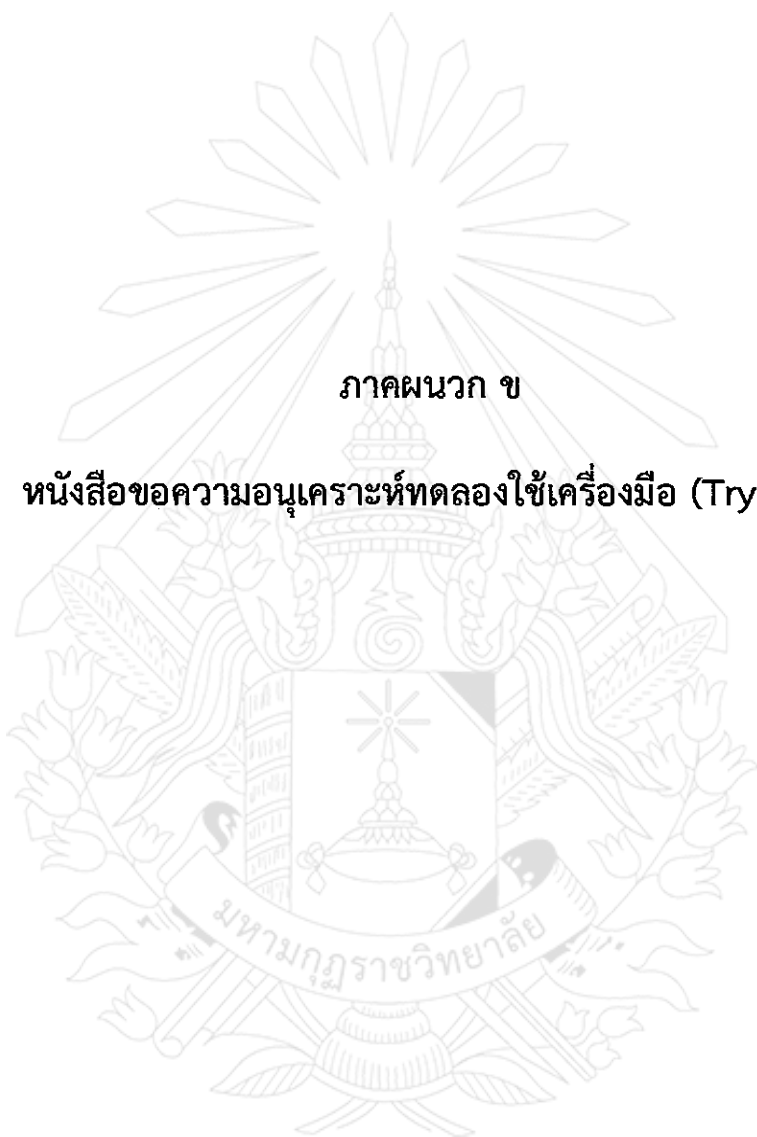 ภาคผนวก ข
หนังสือขอความอนุเคราะห์ทดลองใช้เครื่องมือ (Try
มหามกุฏราชวิทยาลัย